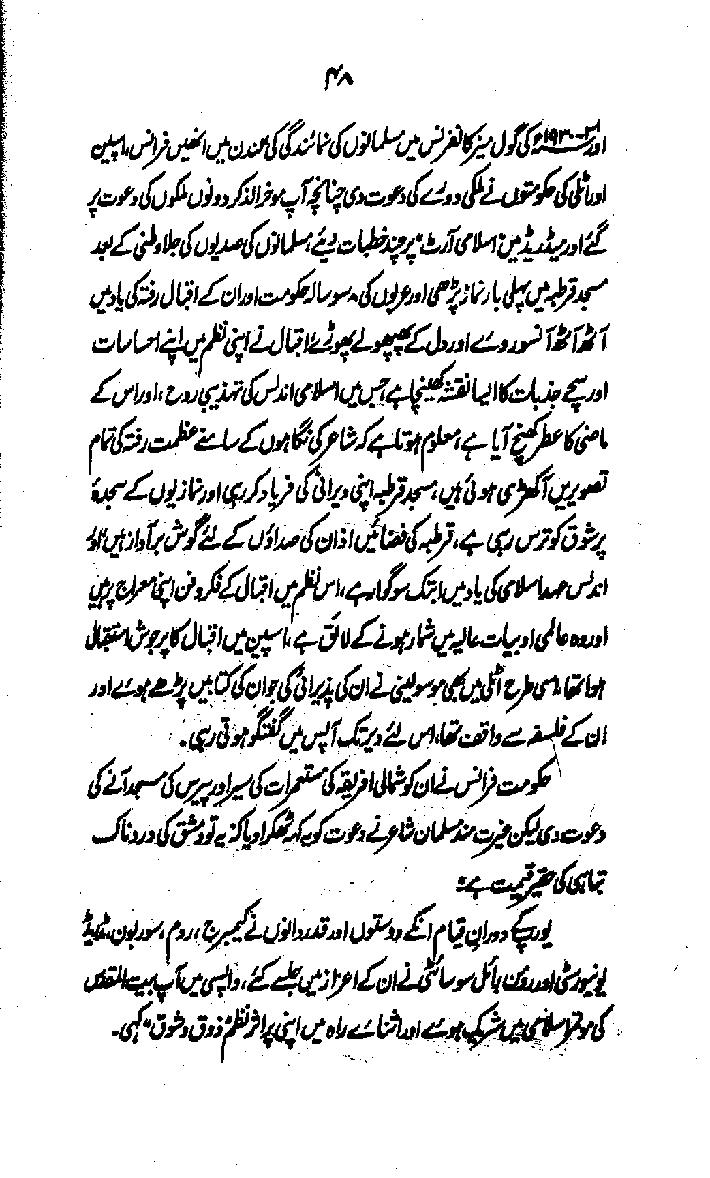 ۴۸
اور ۳۱-۱۹۳۰ء کی گول میز کانفرنس میں مسلمانوں کی نمائندگی کی، لندن میں انھیں فرانس، اسپین
اور اٹلی کی حکومتوں نے ملکی دورے کی دعوت دی چنانچہ آپ موخر الذکر دونوں ملکوں کی دعوت پر
گئے اور میڈریڈ میں اسلامی آرٹ" پر چند خطبات دیئے، مسلمانوں کی صدیوں کی جلاوطنی کے بعد
مسجد قرطبہ میں پہلی بار نماز پڑھی اور عربوں کی ۸ سو سالہ حکومت اور ان کے اقبال رفتہ کی یاد میں
آٹھ آٹھ آنسو روئے اور دل کے پھپھولے پھوڑے، اقبال نے اپنی نظم میں اپنے احساسات
اور سچے جذبات کا ایسا نقشہ کھینچا ہے جس میں اسلامی اندلس کی تہذیبی روح، اور اس کے
ماضی کا عطر کھنچ آیا ہے، معلوم ہوتا ہے کہ شاعر کی نگاہوں کے سامنے عظمت رفتہ کی تمام
تصویریں آ کھڑی ہوئی ہیں، مسجد قرطبہ اپنی ویرانی کی فریاد کر رہی اور نمازیوں کے سجدۂ
پر شوق کو ترس رہی ہے، قرطبہ کی فضائیں اذان کی صداؤں کے لئے گوش بر آواز ہیں اور
اندلس عہد اسلامی کی یاد میں ابتک سوگوار ہے، اس نظم میں اقبال کے فکر و فن اپنی معراج پر ہیں
اور وہ عالمی ادبیات عالیہ میں شمار ہونے کے لائق ہے، اسپین میں اقبال کا پرجوش استقبال
ہوا تھا، اسی طرح اٹلی میں بھی موسولینی نے ان کی پذیرائی کی جو ان کی کتابیں پڑھے ہوئے اور
ان کے فلسفہ سے واقف تھا، اس لئے دیر تک آپس میں گفتگو ہوتی رہی۔
حکومت فرانس نے ان کو شمالی افریقہ کی مستعمرات کی سیر اور پیرس کی مسجد آنے کی
دعوت دی لیکن غیرت مند مسلمان شاعر نے دعوت کو یہ کہہ ٹھکرا دیا کہ یہ تو دمشق کی دردناک
تباہی کی حقیر قیمت ہے"
یورپ کے دوران قیام انکے دوستوں اور قدر دانوں نے کیمبرج، روم، سوربون، میڈریڈ
یونیورسٹی اور رومن رائل سوسائٹی نے ان کے اعزاز میں جلسے کئے، واپسی میں آپ بیت المقدس
کی موتمر اسلامی میں شریک ہوئے اور اثنائے راہ میں اپنی پر اثر نظم" ذوق و شوق" کہی۔